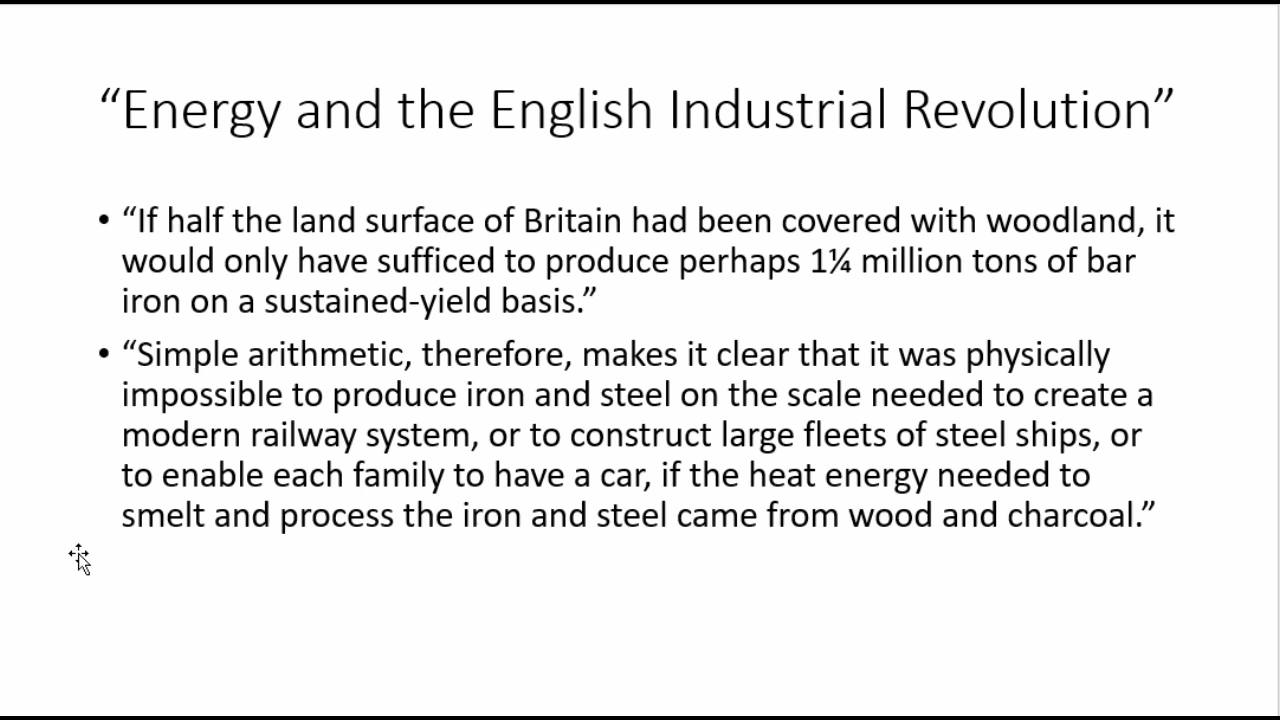 “Energy and the English Industrial Revolution”
• “If half the land surface of Britain had been covered with woodland, it
would only have sufficed to produce perhaps 1¼ million tons of bar
iron on a sustained-yield basis.”
• “Simple arithmetic, therefore, makes it clear that it was physically
impossible to produce iron and steel on the scale needed to create a
modern railway system, or to construct large fleets of steel ships, or
to enable each family to have a car, if the heat energy needed to
smelt and process the iron and steel came from wood and charcoal.”